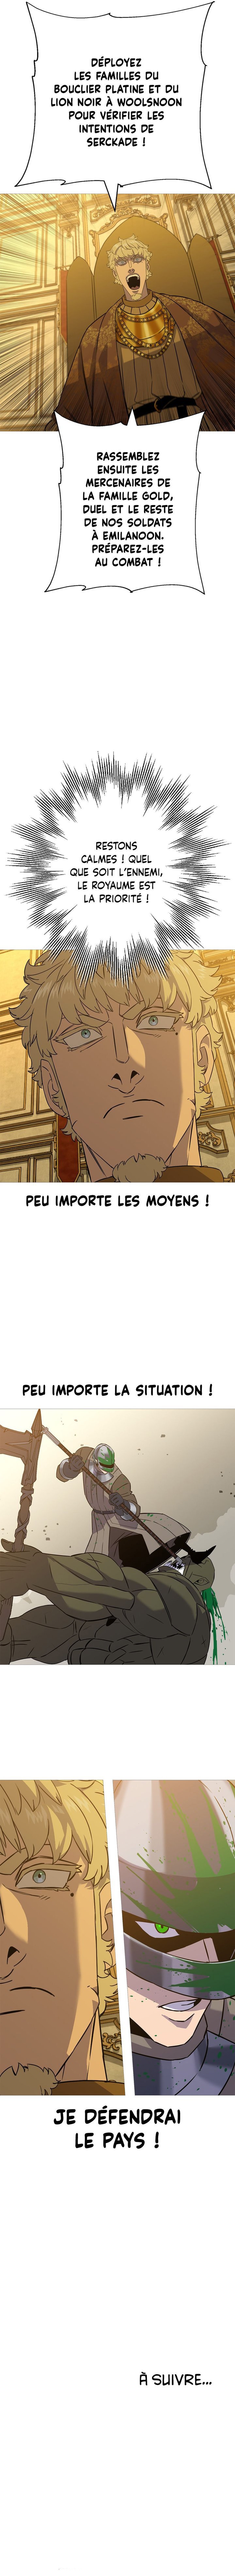 DÉPLOYEZ
LES FAMILLES DU
BOUCLIER PLATINE ET DU
LION NOIR À WOOLSNOON
POUR VÉRIFIER LES
INTENTIONS DE
SERCKADE !
RASSEMBLEZ
ENSUITE LES
MERCENAIRES DE
LA FAMILLE GOLD,
DUEL ET LE RESTE
DE NOS SOLDATS
À EMILANOON.
PRÉPAREZ-LES
AU COMBAT !
RESTONS
CALMES ! QUEL
QUE SOIT L'ENNEMI,
LE ROYAUME EST
LA PRIORITÉ !
PEU IMPORTE LES MOYENS !
PEU IMPORTE LA SITUATION !
JE DÉFENDRAI
LE PAYS !
À SUIVRE...